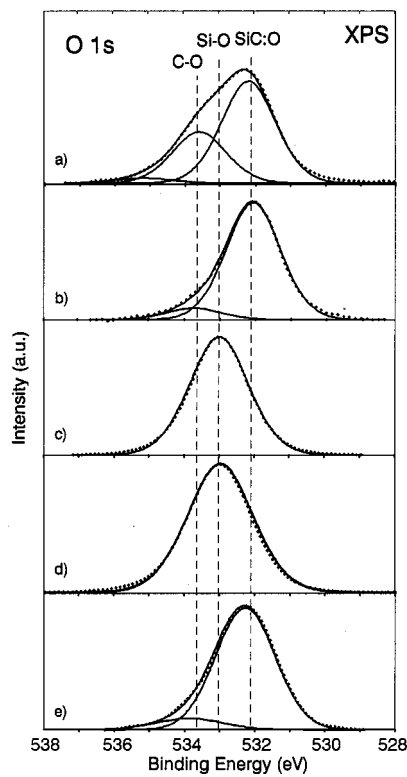 O 1s
XPS
Si-O SiC:O
C-O
a)
b)
c)
d)
e)
Intensity (a.u.)
538 536 534 532 530 528
Binding Energy (eV)